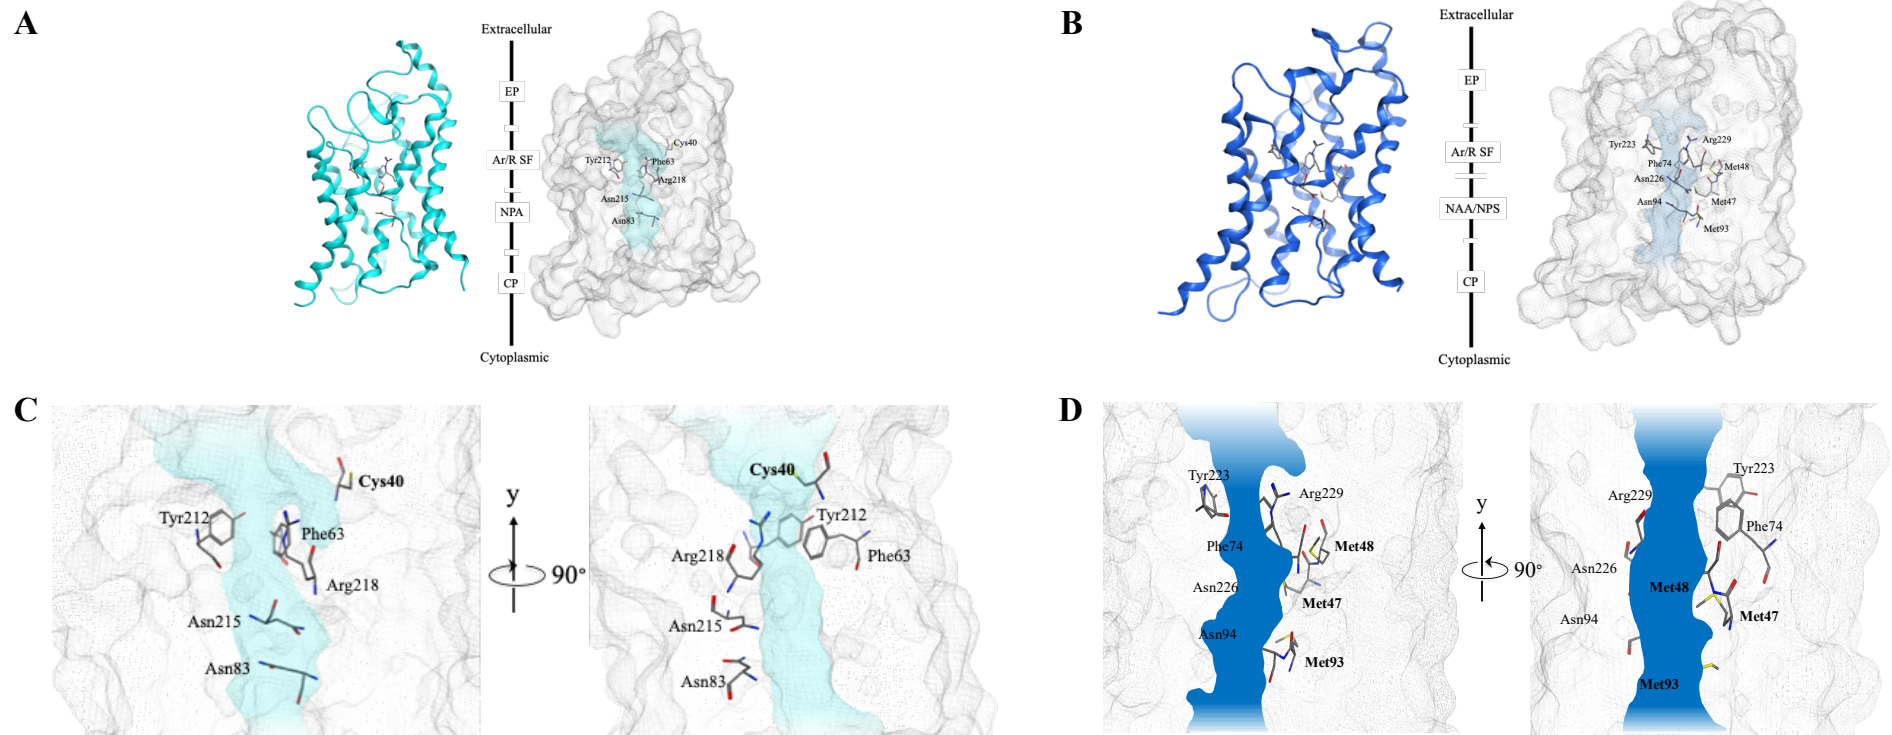 A
Extracellular
EP
Ar/R SF
NPA
CP
Cytoplasmic
Cys40
Tyr212
Phe63
Arg218
Asn215
Asn83
B
Extracellular
EP
Ar/R SF
NAA/NPS
CP
Cytoplasmic
Tyr223
Arg229
Phe74
Met48
Asn226
Asn94
Met47
Met93
C
Cys40
Tyr212
Phe63
Arg218
Asn215
Asn83
y
90°
Cys40
Tyr212
Arg218
Phe63
Asn215
Asn83
D
Tyr223
Arg229
Phe74
Met48
Asn226
Met47
Asn94
Met93
y
90°
Tyr223
Arg229
Phe74
Asn226
Met48
Met47
Asn94
Met93